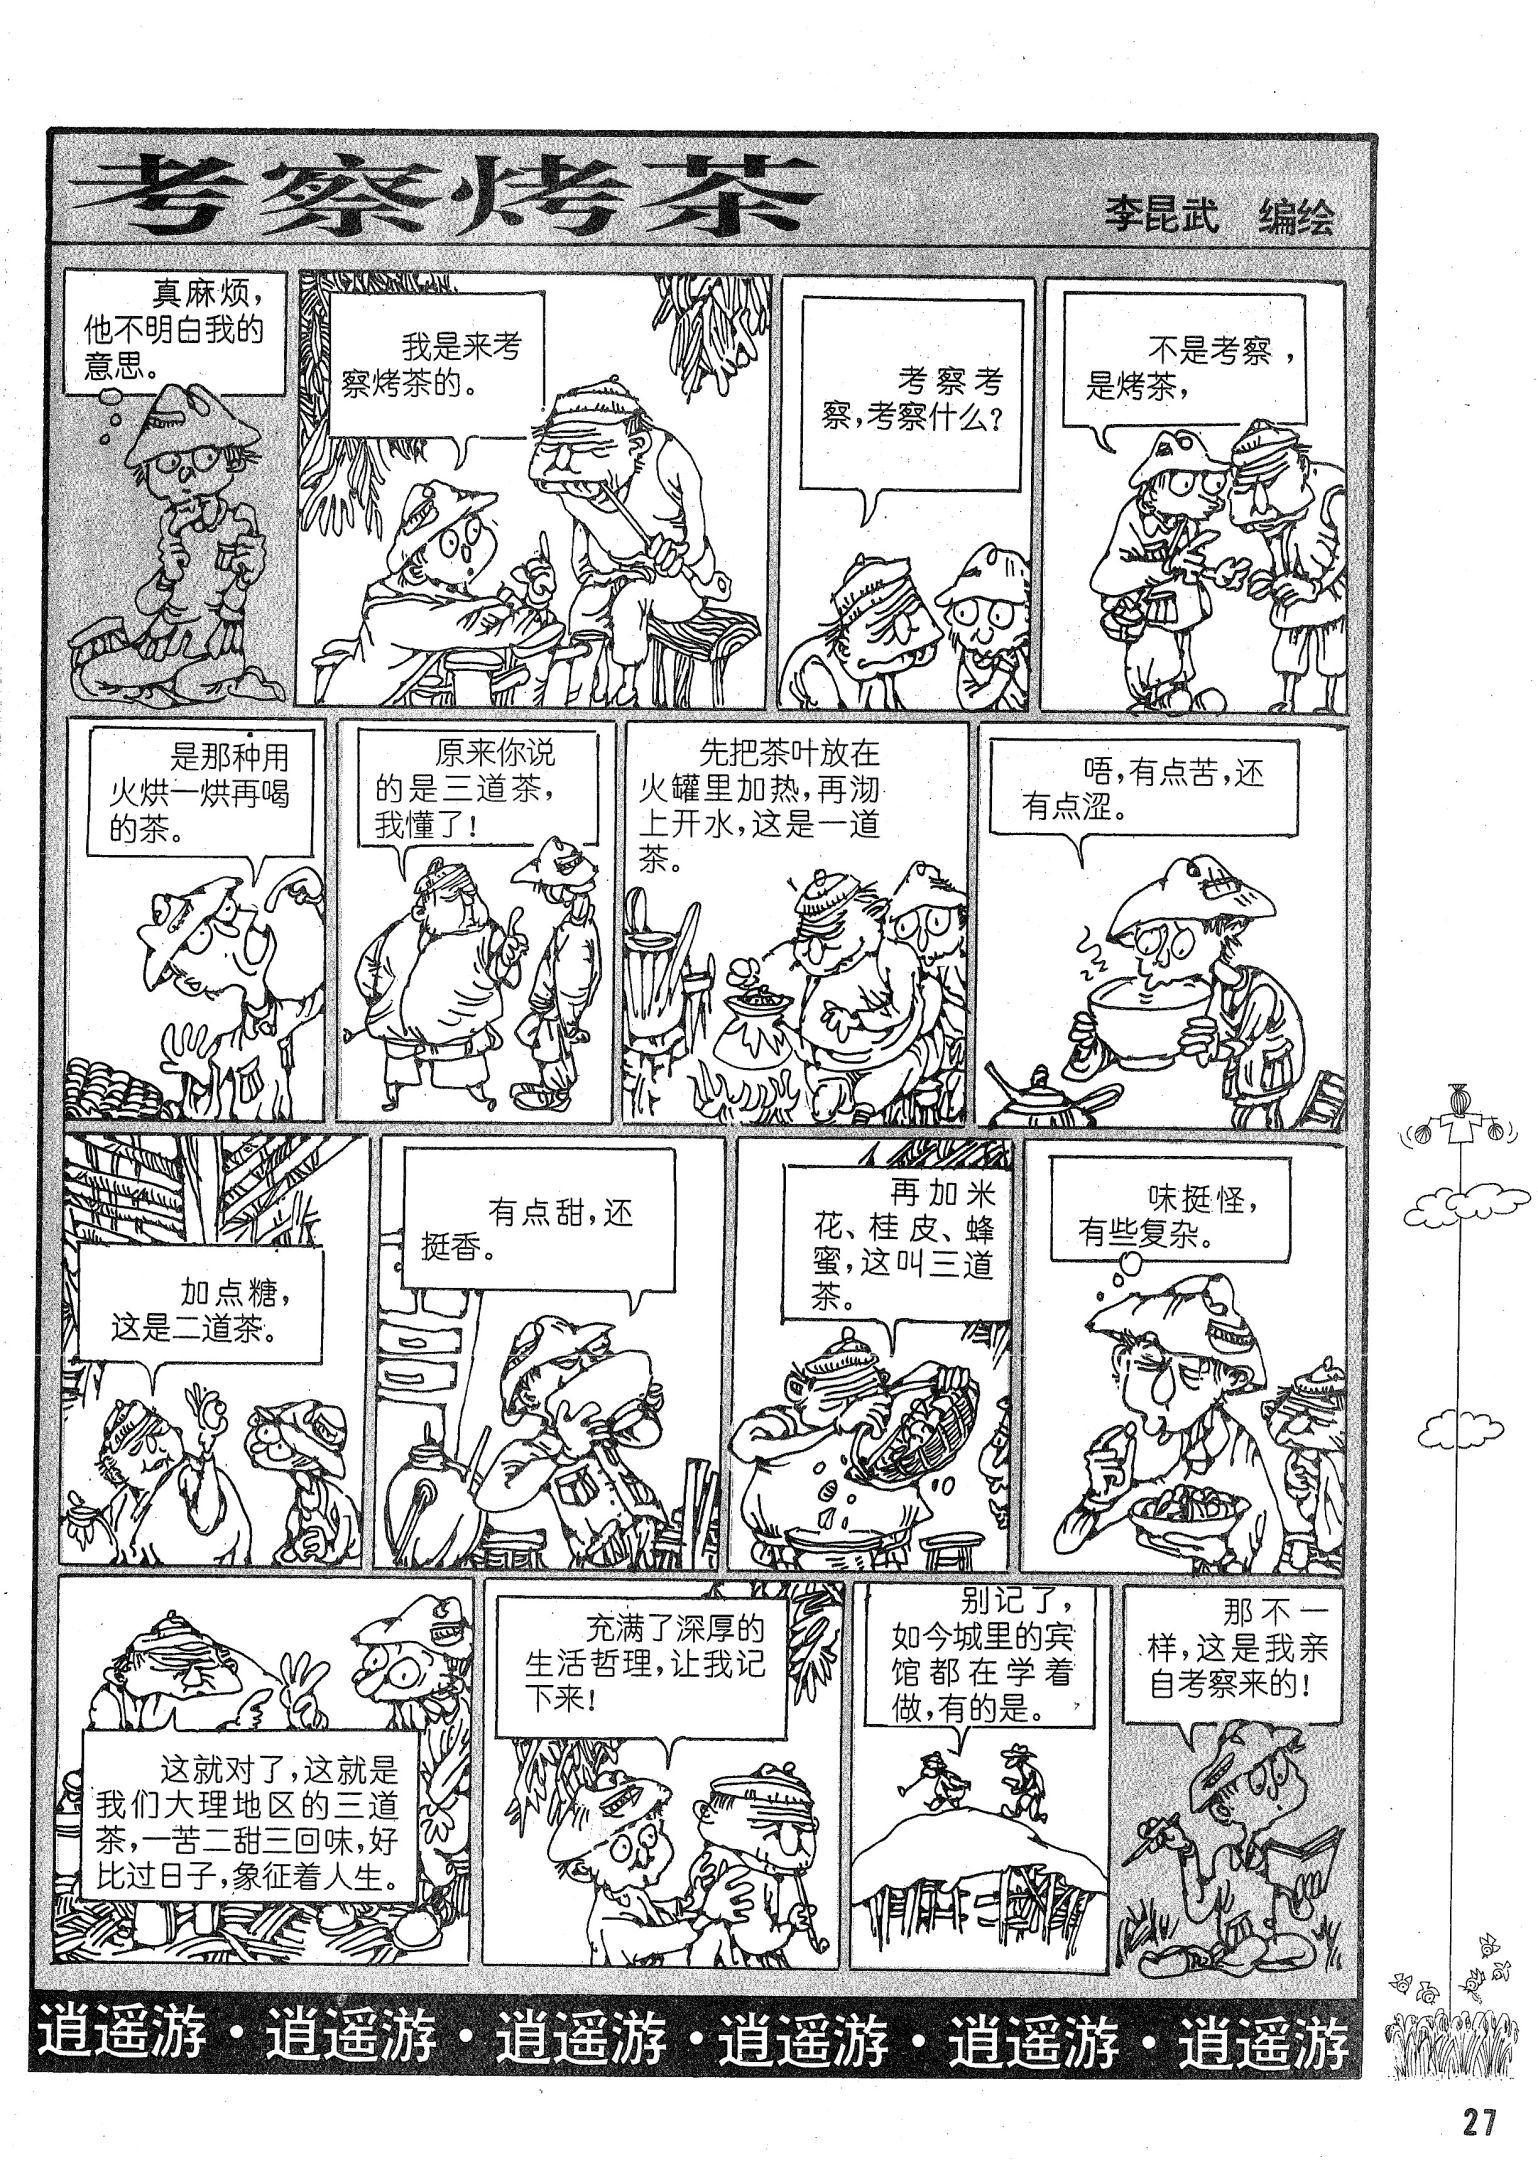 考察烤茶
李昆武 编绘
真麻烦，
他不明白我的
意思。
我是来考
察烤茶的。
考察考
察，考察什么？
不是考察，
是烤茶，
是那种用
火烘一烘再喝
的茶。
原来你说
的是三道茶，
我懂了！
先把茶叶放在
火罐里加热，再沏
上开水，这是一道
茶。
唔，有点苦，还
有点涩。
加点糖，
这是二道茶。
有点甜，还
挺香。
再加米
花、桂皮、蜂
蜜，这叫三道
茶。
味挺怪，
有些复杂。
这就对了，这就是
我们大理地区的三道
茶，一苦二甜三回味，好
比过日子，象征着人生。
充满了深厚的
生活哲理，让我记
下来！
别记了，
如今城里的宾
馆都在学着
做，有的是。
那不一
样，这是我亲
自考察来的！
逍遥游·逍遥游·逍遥游·逍遥游·逍遥游·逍遥游
27